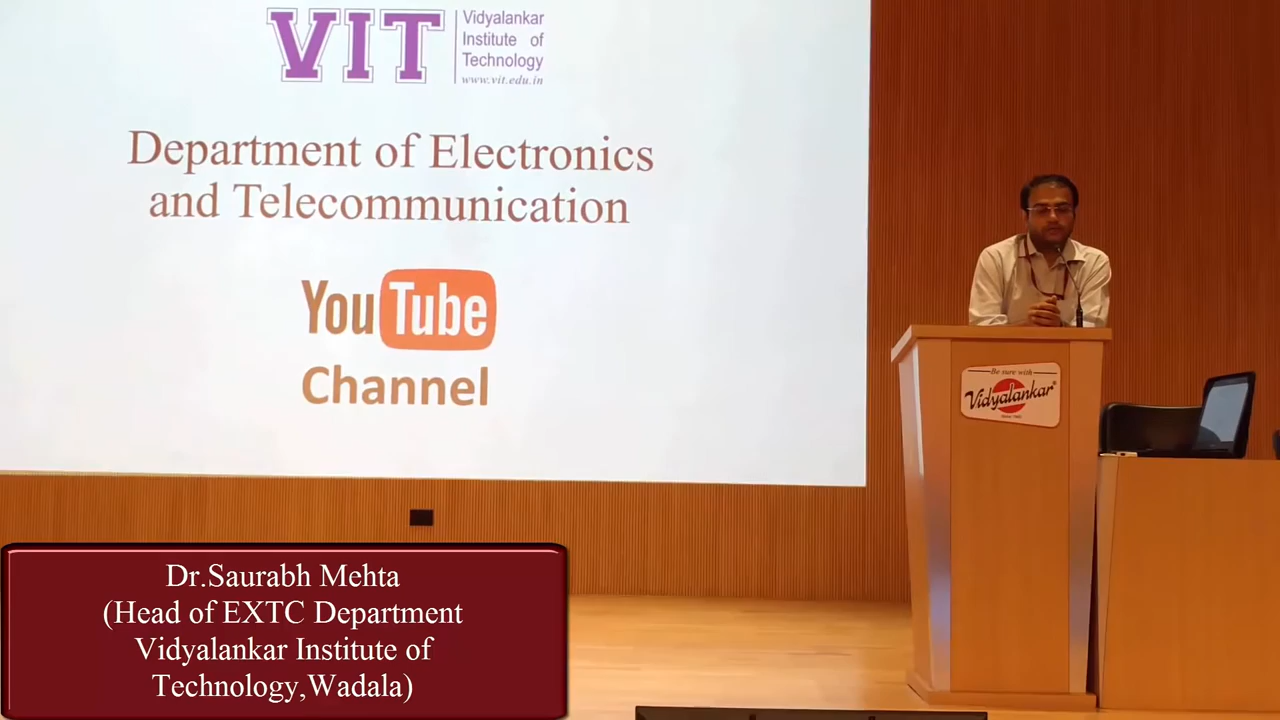 VIT
Vidyalankar
Institute of
Technology
www.vit.edu.in
Department of Electronics
and Telecommunication
YouTube
Channel
Be sure with
Vidyalankar®
Dr.Saurabh Mehta
(Head of EXTC Department
Vidyalankar Institute of
Technology,Wadala)